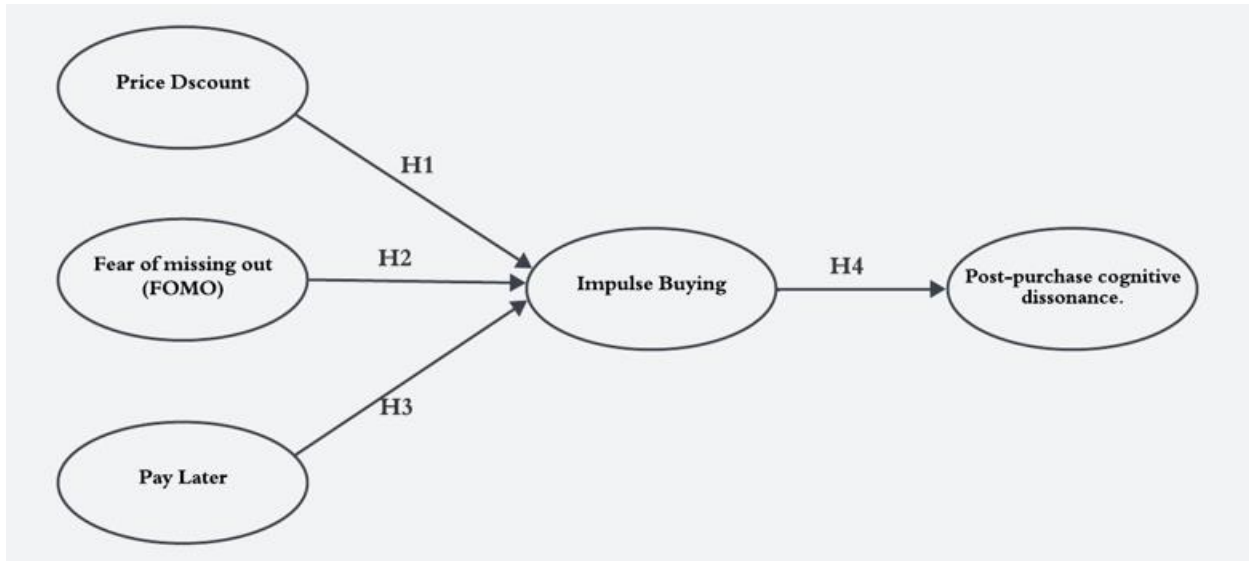 Price Dscount
H1
Fear of missing out
(FOMO)
H2
Impulse Buying
H4
Post-purchase cognitive
dissonance.
H3
Pay Later